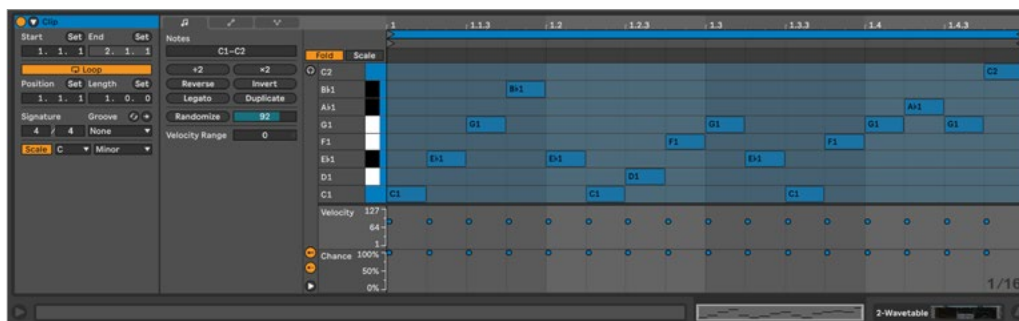 Clip
Start Set End Set
1. 1. 1 2. 1. 1
Loop
Position Set Length Set
1. 1. 1 1. 0. 0
Signature Groove
4 / 4 None
Scale C Minor
Notes
C1-C2
÷2 ×2
Reverse Invert
Legato Duplicate
Randomize 92
Velocity Range 0
1 1.1.3 1.2 1.2.3 1.3 1.3.3 1.4 1.4.3
Fold Scale
C2 C2
B♭1 B♭1
A♭1 A♭1
G1 G1 G1 G1 G1
F1 F1 F1
E♭1 E♭1 E♭1 E♭1
D1 D1
C1 C1 C1 C1
Velocity 127
64
1
Chance 100%
50%
0%
1/16
2-Wavetable